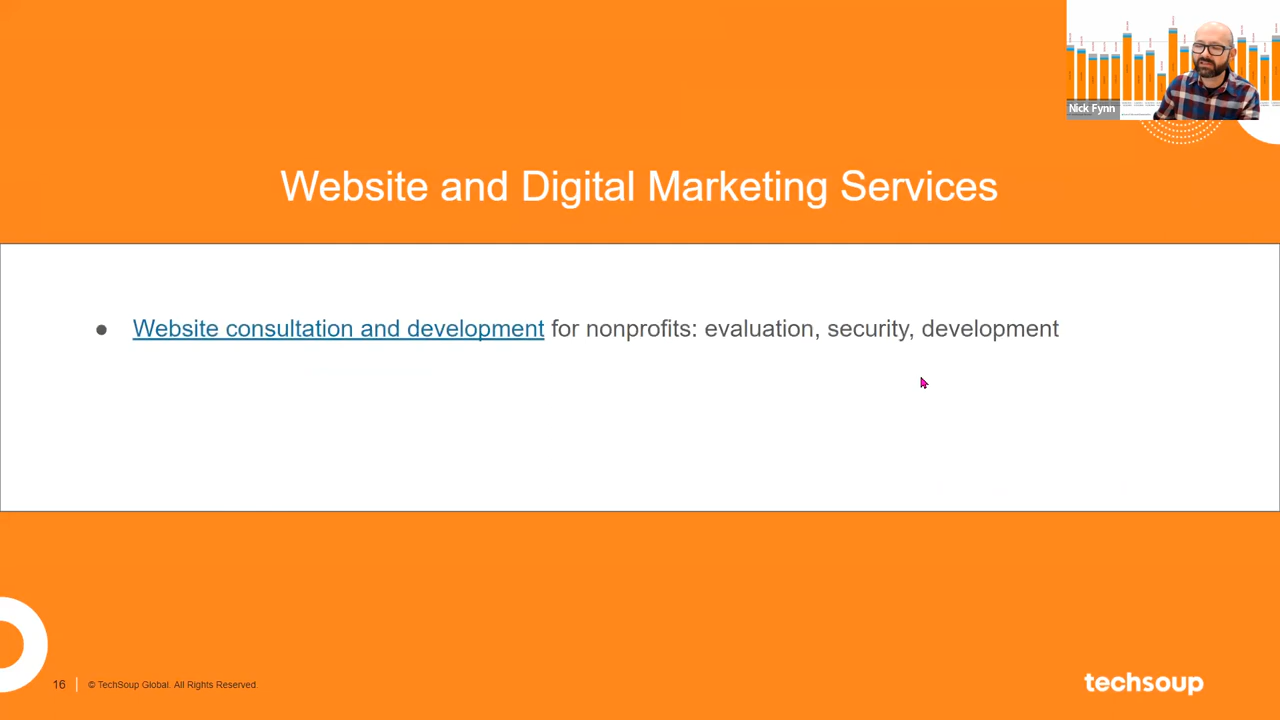 Nick Fynn
Website and Digital Marketing Services
● Website consultation and development for nonprofits: evaluation, security, development
16
© TechSoup Global. All Rights Reserved.
techsoup